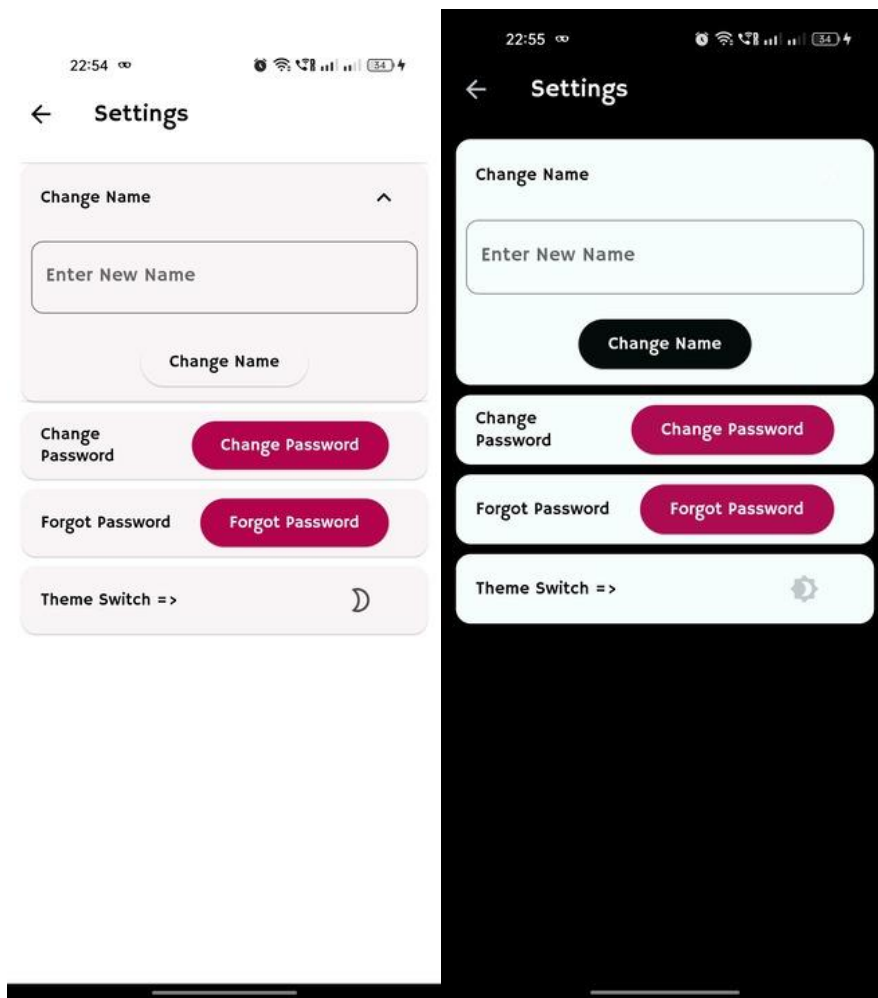 22:54
34
Settings
Change Name
Enter New Name
Change Name
Change
Password
Change Password
Forgot Password
Forgot Password
Theme Switch =>
22:55
34
Settings
Change Name
Enter New Name
Change Name
Change
Password
Change Password
Forgot Password
Forgot Password
Theme Switch =>